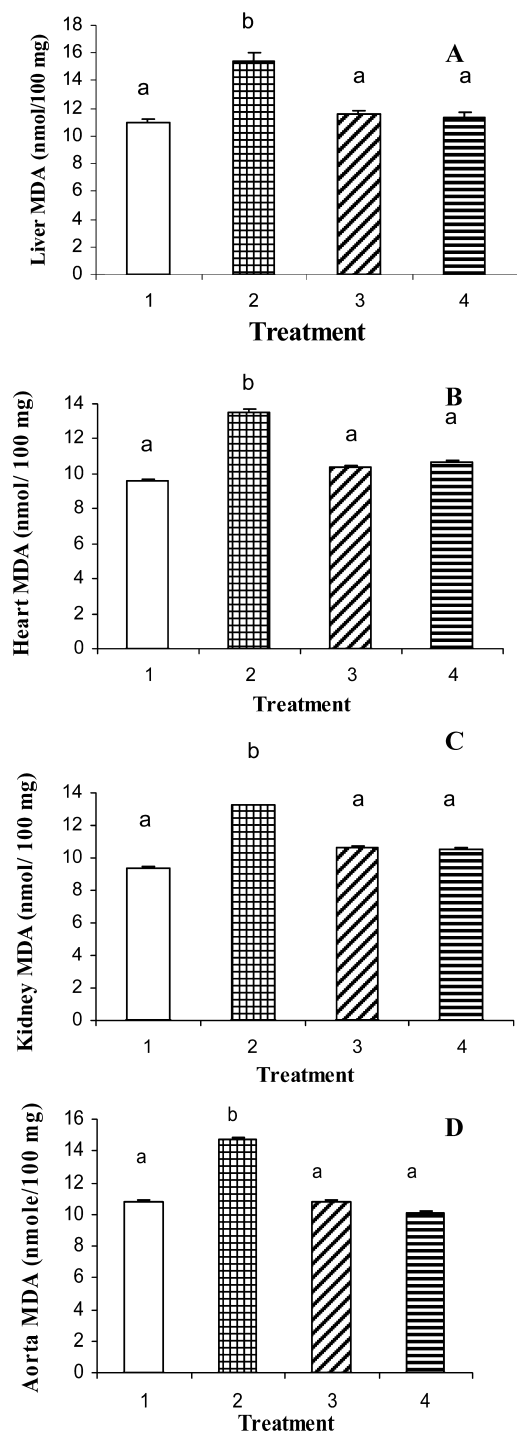 Liver MDA (nmol/100 mg)
18
16
14
12
10
8
6
4
2
0
a
b
a
a
A
1 2 3 4
Treatment
Heart MDA (nmol/ 100 mg)
14
12
10
8
6
4
2
0
a
b
a
a
B
1 2 3 4
Treatment
Kidney MDA (nmol/ 100 mg)
14
12
10
8
6
4
2
0
a
b
a
a
C
1 2 3 4
Treatment
Aorta MDA (nmole/100 mg)
16
14
12
10
8
6
4
2
0
a
b
a
a
D
1 2 3 4
Treatment